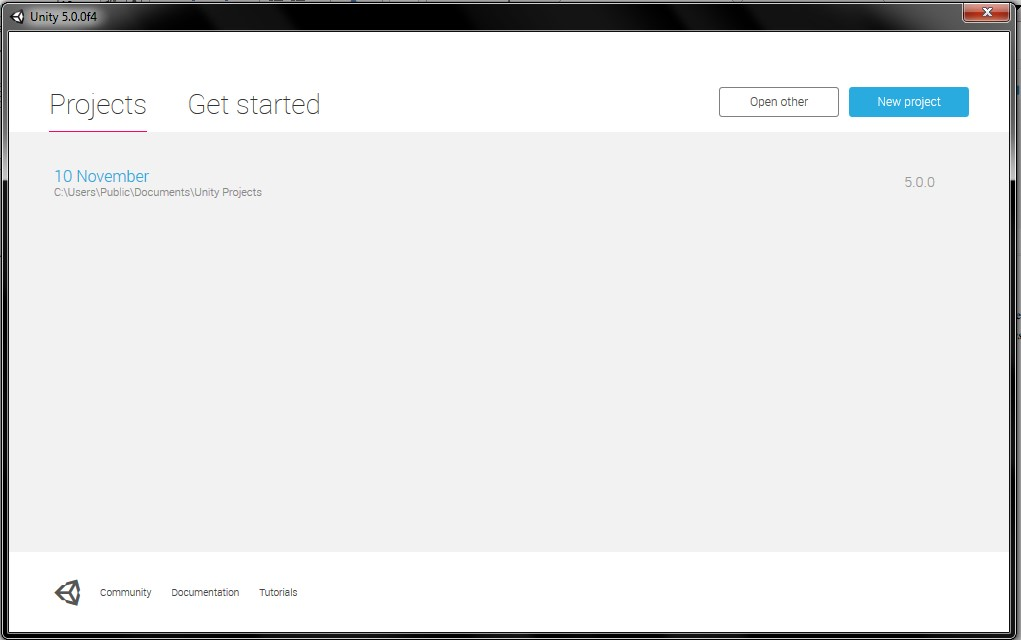 Unity 5.0.0f4
Projects
Get started
Open other
New project
10 November
C:\Users\Public\Documents\Unity Projects
5.0.0
Community
Documentation
Tutorials